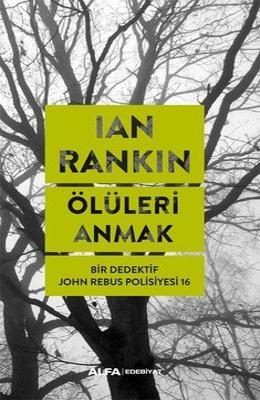 IAN
RANKIN
ÖLÜLERİ
ANMAK
BİR DEDEKTİF
JOHN REBUS POLİSİYESİ 16
ALFA | EDEBİYAT